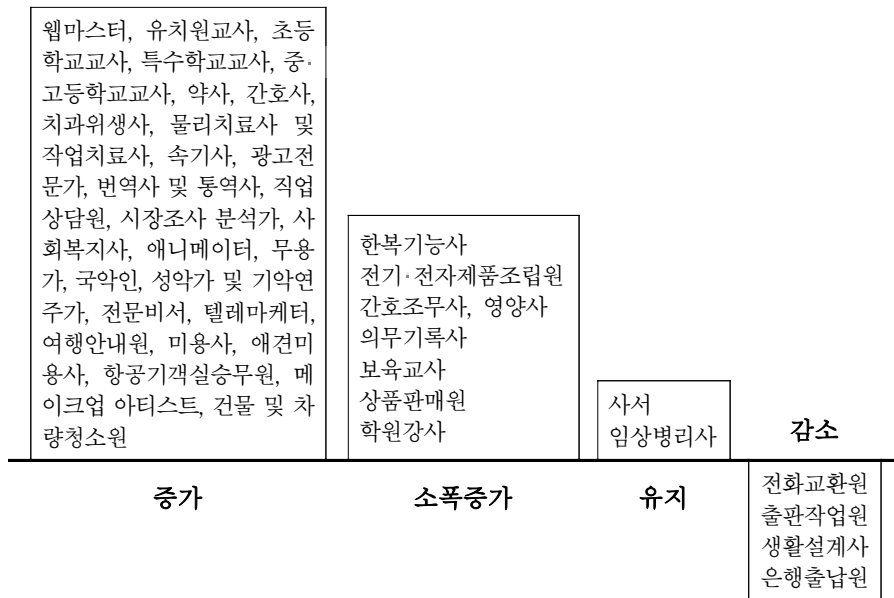 웹마스터, 유치원교사, 초등
학교교사, 특수학교교사, 중·
고등학교교사, 약사, 간호사,
치과위생사, 물리치료사 및
작업치료사, 속기사, 광고전
문가, 번역사 및 통역사, 직업
상담원, 시장조사 분석가, 사
회복지사, 애니메이터, 무용
가, 국악인, 성악가 및 기악연
주가, 전문비서, 텔레마케터,
여행안내원, 미용사, 애견미
용사, 항공기객실승무원, 메
이크업 아티스트, 건물 및 차
량청소원
증가
한복기능사
전기·전자제품조립원
간호조무사, 영양사
의무기록사
보육교사
상품판매원
학원강사
소폭증가
사서
임상병리사
유지
감소
전화교환원
출판작업원
생활설계사
은행출납원